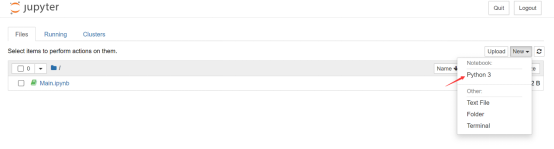 jupyter
Quit
Logout
Files
Running
Clusters
Select items to perform actions on them.
Upload
New
0
/
Name
Notebook:
Python 3
Main.ipynb
2 B
Other:
Text File
Folder
Terminal